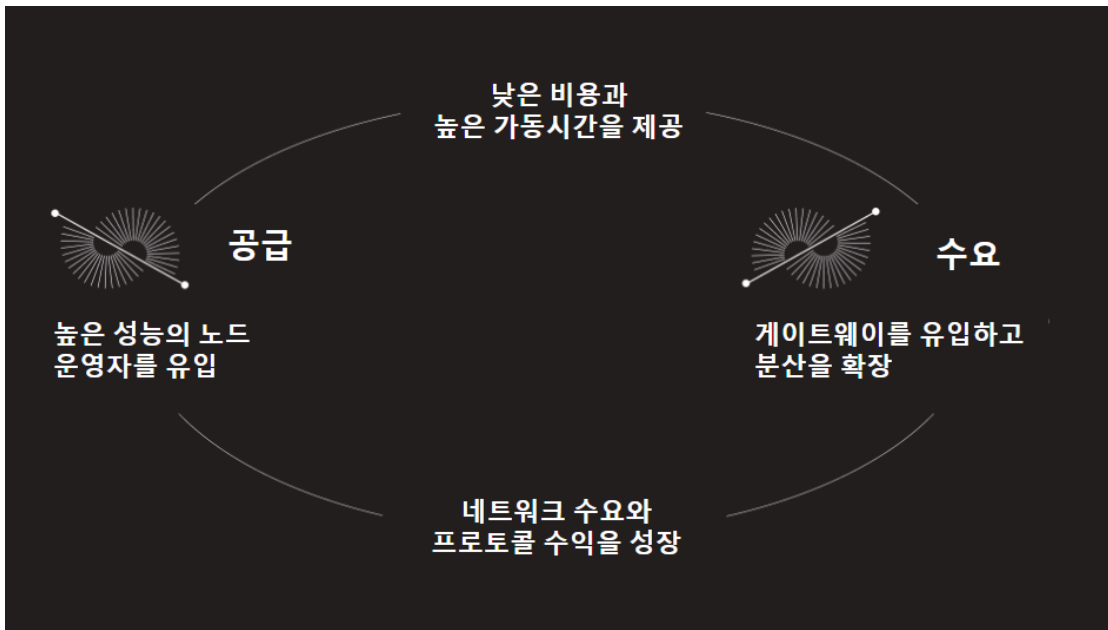 낮은 비용과
높은 가동시간을 제공
공급
수요
높은 성능의 노드
운영자를 유입
게이트웨이를 유입하고
분산을 확장
네트워크 수요와
프로토콜 수익을 성장